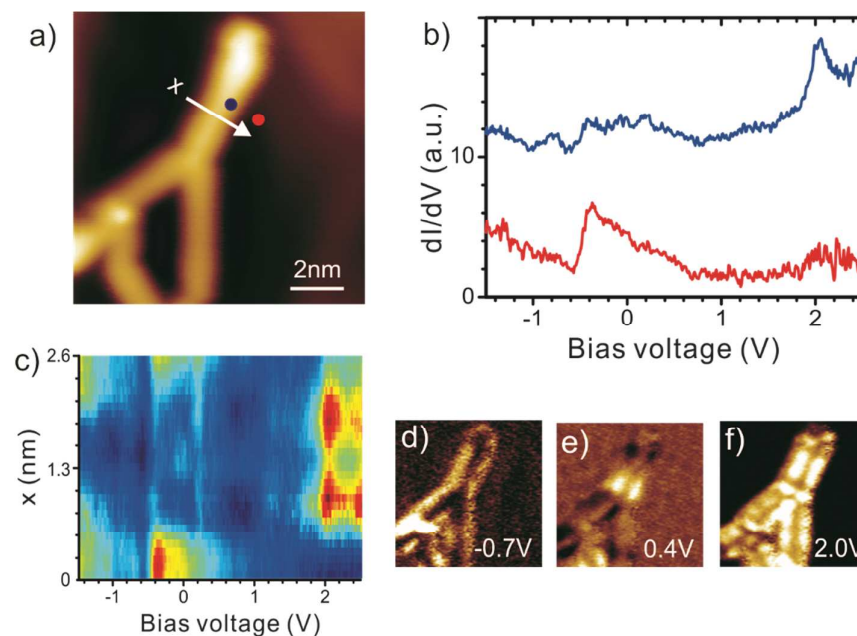 a)
x
2nm
b)
dI/dV (a.u.)
10
0
-1
0
1
2
Bias voltage (V)
c)
x (nm)
2.6
1.3
0
-1
0
1
2
Bias voltage (V)
d)
-0.7V
e)
0.4V
f)
2.0V